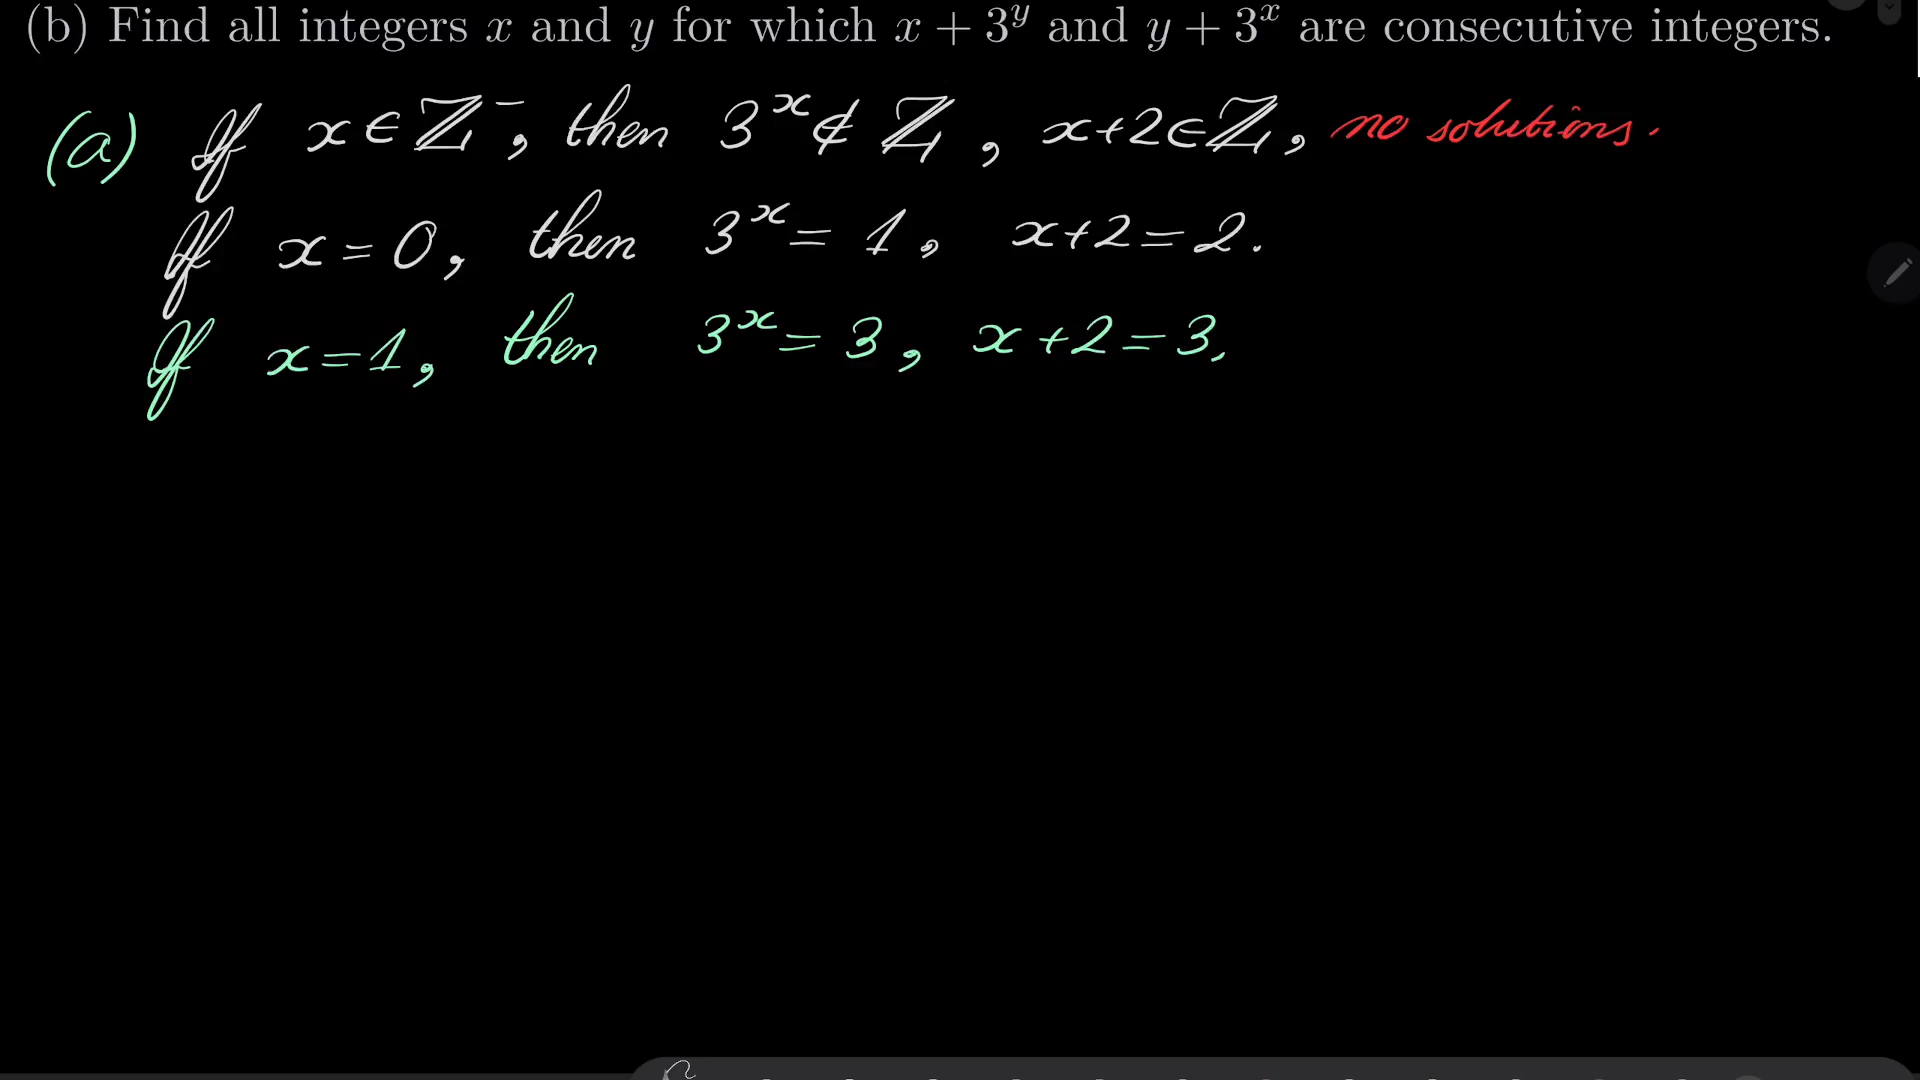 (b) Find all integers x and y for which x + 3^y and y + 3^x are consecutive integers.
(a) If x ∈ ℤ⁻, then 3^x ∉ ℤ, x+2 ∈ ℤ, no solutions.
If x = 0, then 3^x = 1, x+2 = 2.
If x = 1, then 3^x = 3, x+2 = 3,